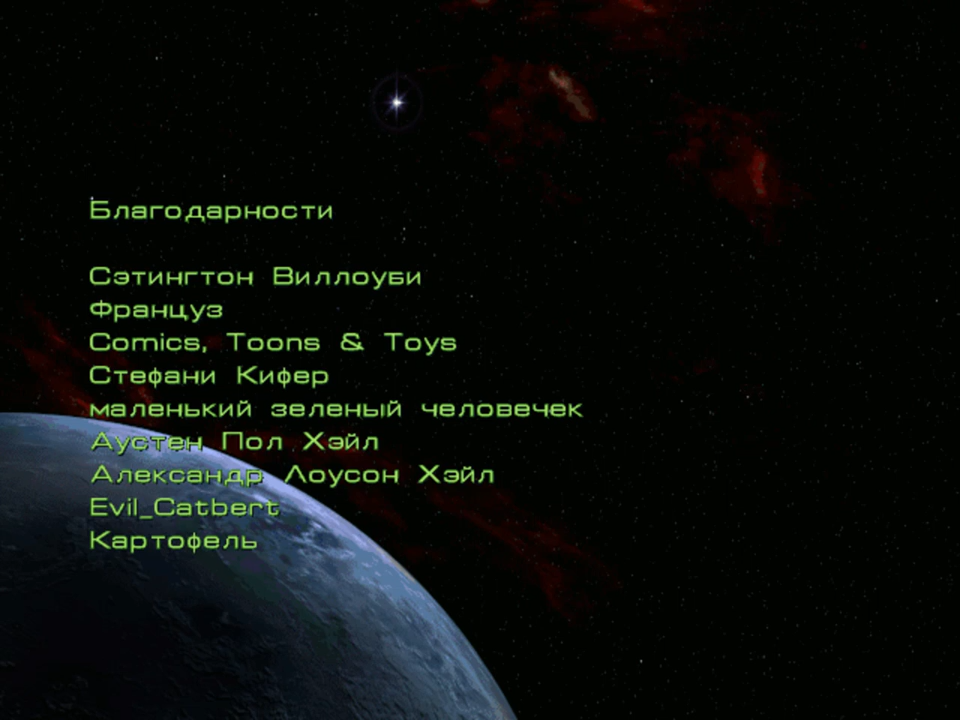 Благодарности
Сэтингтон Виллоуби
Француз
Comics, Toons & Toys
Стефани Кифер
маленький зеленый человечек
Аустен Пол Хэйл
Александр Лоусон Хэйл
Evil_Catbert
Картофель